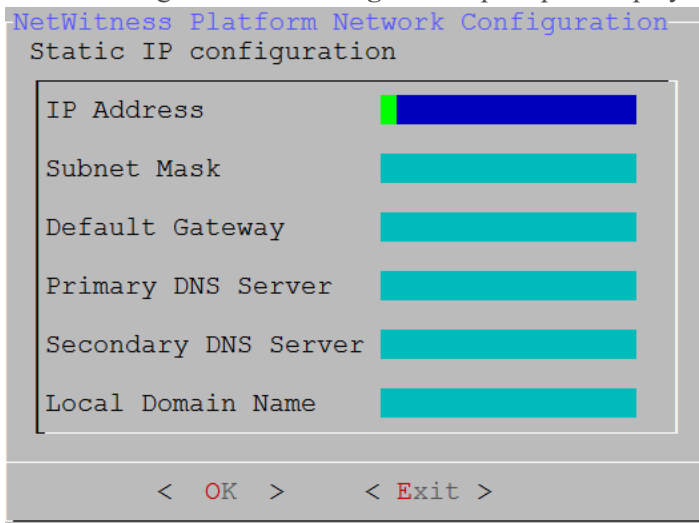 NetWitness Platform Network Configuration
Static IP configuration
IP Address
Subnet Mask
Default Gateway
Primary DNS Server
Secondary DNS Server
Local Domain Name
< OK > < Exit >